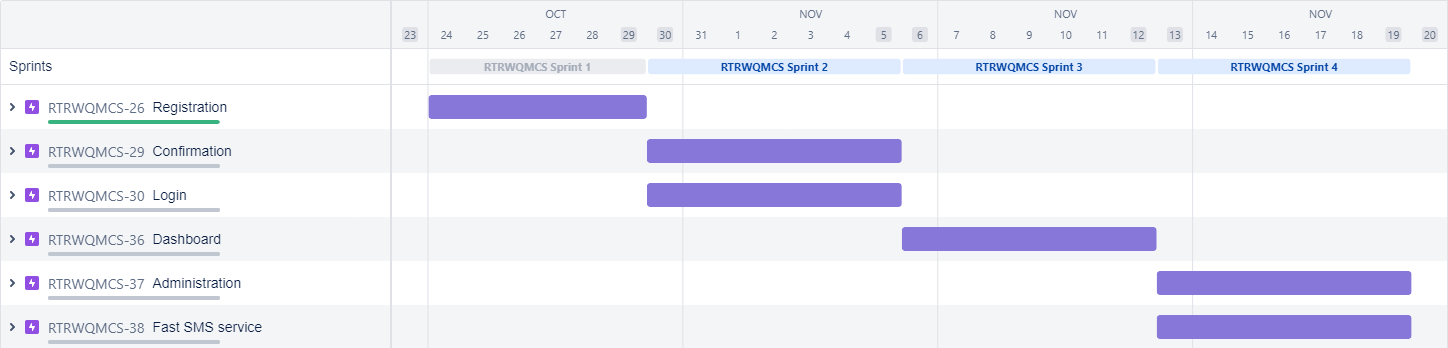 OCT NOV NOV NOV
23 24 25 26 27 28 29 30 31 1 2 3 4 5 6 7 8 9 10 11 12 13 14 15 16 17 18 19 20
Sprints RTRWQMCS Sprint 1 RTRWQMCS Sprint 2 RTRWQMCS Sprint 3 RTRWQMCS Sprint 4
RTRWQMCS-26 Registration
RTRWQMCS-29 Confirmation
RTRWQMCS-30 Login
RTRWQMCS-36 Dashboard
RTRWQMCS-37 Administration
RTRWQMCS-38 Fast SMS service